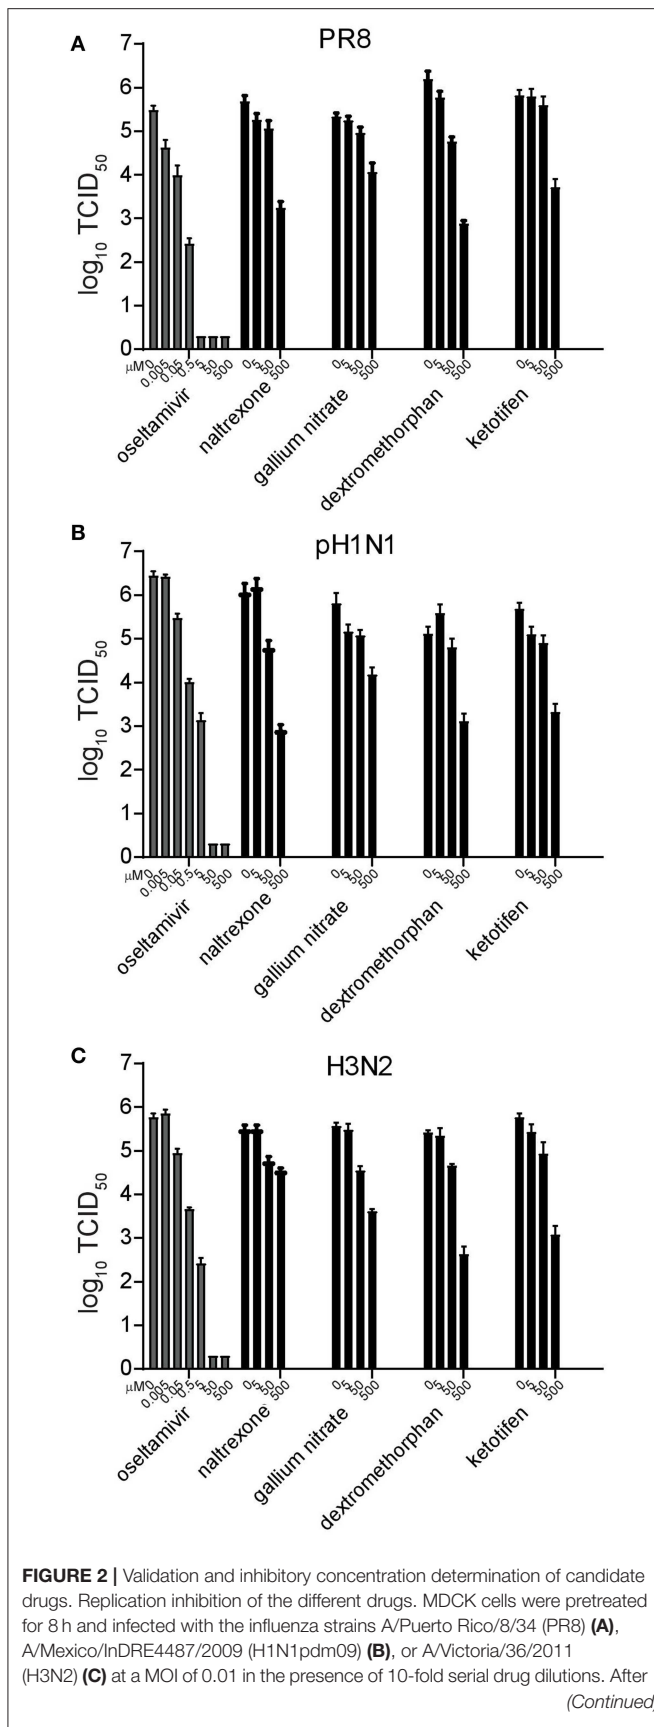 A
PR8
7
6
5
4
3
2
1
0
log10 TCID50
μM 0 0.005 0.05 0.5 5 50 500 0 5 50 500 0 5 50 500 0 5 50 500 0 5 50 500
oseltamivir naltrexone gallium nitrate dextromethorphan ketotifen
B
pH1N1
7
6
5
4
3
2
1
0
log10 TCID50
μM 0 0.005 0.05 0.5 5 50 500 0 5 50 500 0 5 50 500 0 5 50 500 0 5 50 500
oseltamivir naltrexone gallium nitrate dextromethorphan ketotifen
C
H3N2
7
6
5
4
3
2
1
0
log10 TCID50
μM 0 0.005 0.05 0.5 5 50 500 0 5 50 500 0 5 50 500 0 5 50 500 0 5 50 500
oseltamivir naltrexone gallium nitrate dextromethorphan ketotifen
FIGURE 2 | Validation and inhibitory concentration determination of candidate
drugs. Replication inhibition of the different drugs. MDCK cells were pretreated
for 8 h and infected with the influenza strains A/Puerto Rico/8/34 (PR8) (A),
A/Mexico/InDRE4487/2009 (H1N1pdm09) (B), or A/Victoria/36/2011
(H3N2) (C) at a MOI of 0.01 in the presence of 10-fold serial drug dilutions. After
(Continued)